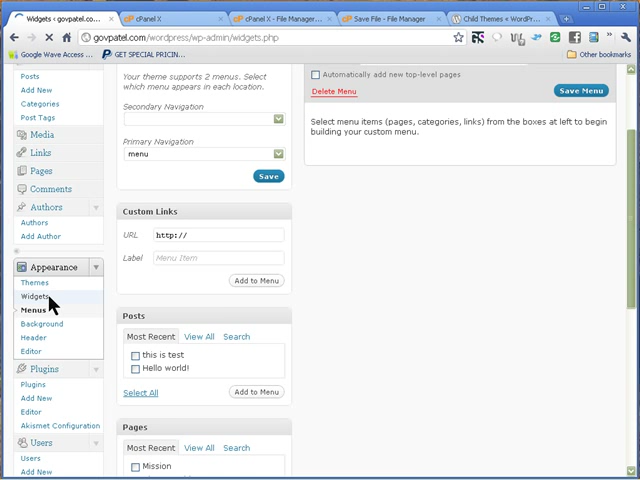 Widgets ‹ govpatel.com
cPanel X
cPanel X - File Manager
Save File - File Manager
Child Themes « WordPr
govpatel.com/wordpress/wp-admin/widgets.php
Google Wave Access ...
GET SPECIAL PRICIN...
Other bookmarks
Posts
Add New
Categories
Post Tags
Media
Links
Pages
Comments
Authors
Authors
Add Author
Appearance
Themes
Widgets
Menus
Background
Header
Editor
Plugins
Plugins
Add New
Editor
Akismet Configuration
Users
Users
Add New
Your theme supports 2 menus. Select
which menu appears in each location.
Secondary Navigation
Primary Navigation
menu
Save
Custom Links
URL
http://
Label
Menu Item
Add to Menu
Posts
Most Recent
View All
Search
this is test
Hello world!
Select All
Add to Menu
Pages
Most Recent
View All
Search
Mission
Automatically add new top-level pages
Delete Menu
Save Menu
Select menu items (pages, categories, links) from the boxes at left to begin
building your custom menu.